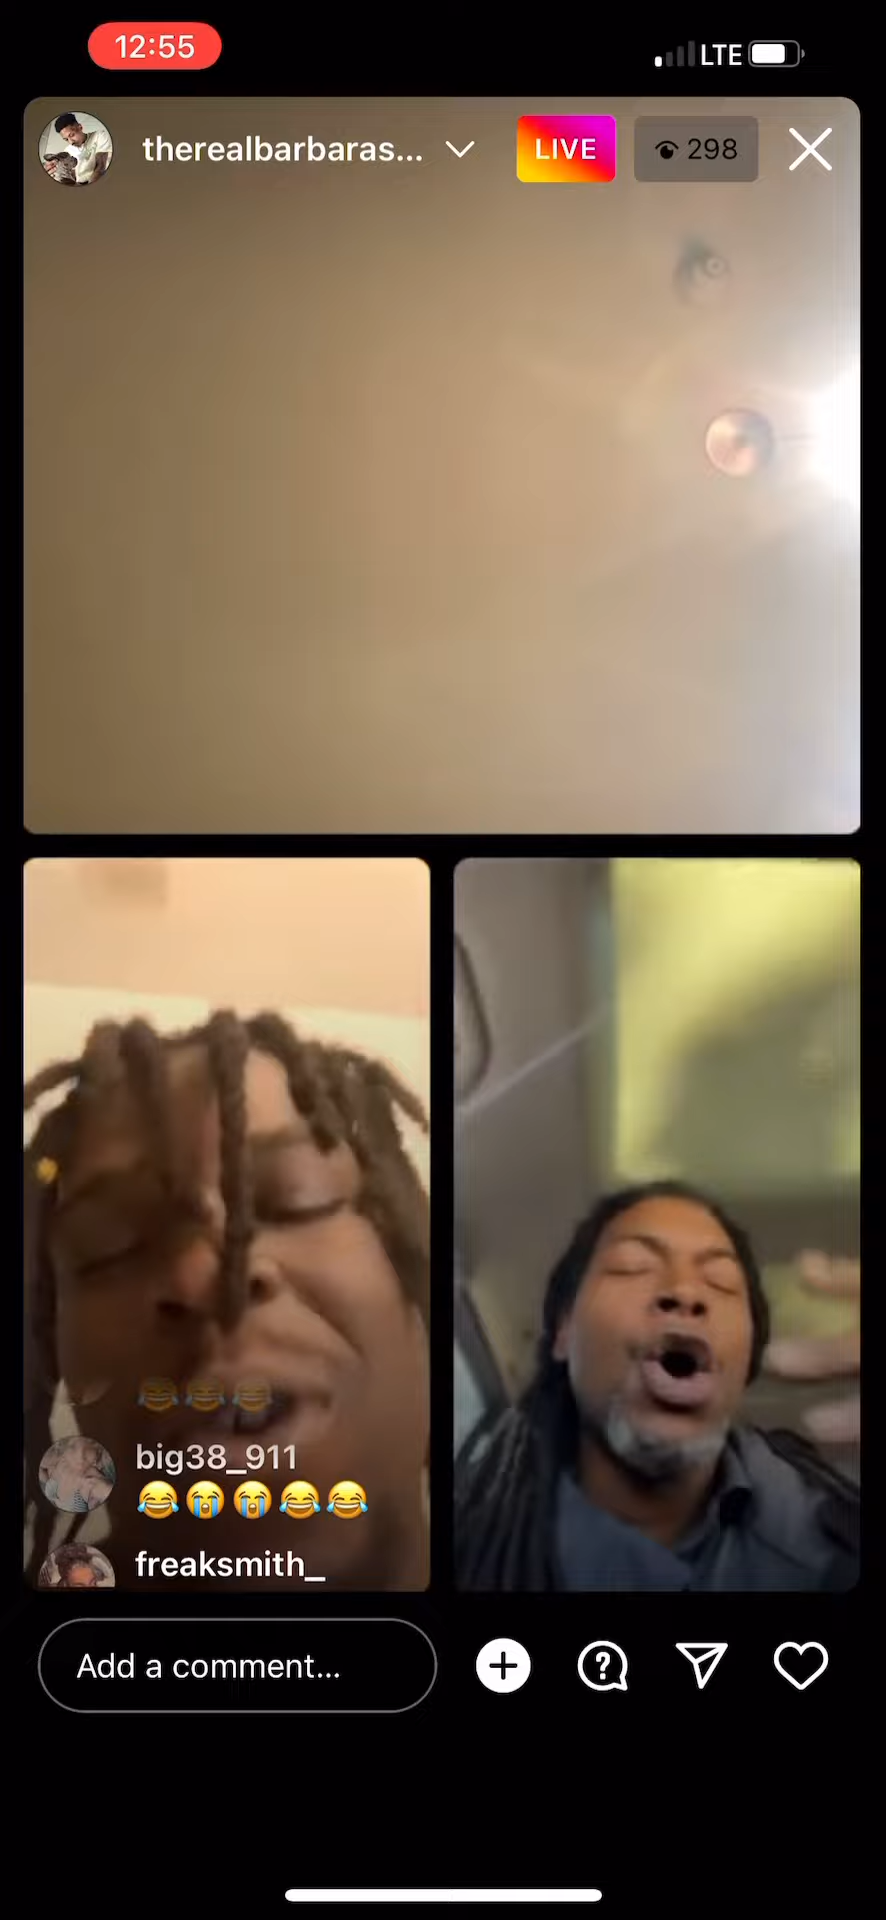 12:55
LTE
therealbarbaras...
LIVE
298
😂😂😂
big38_911
😂😭😭😂😂
freaksmith_
Add a comment...